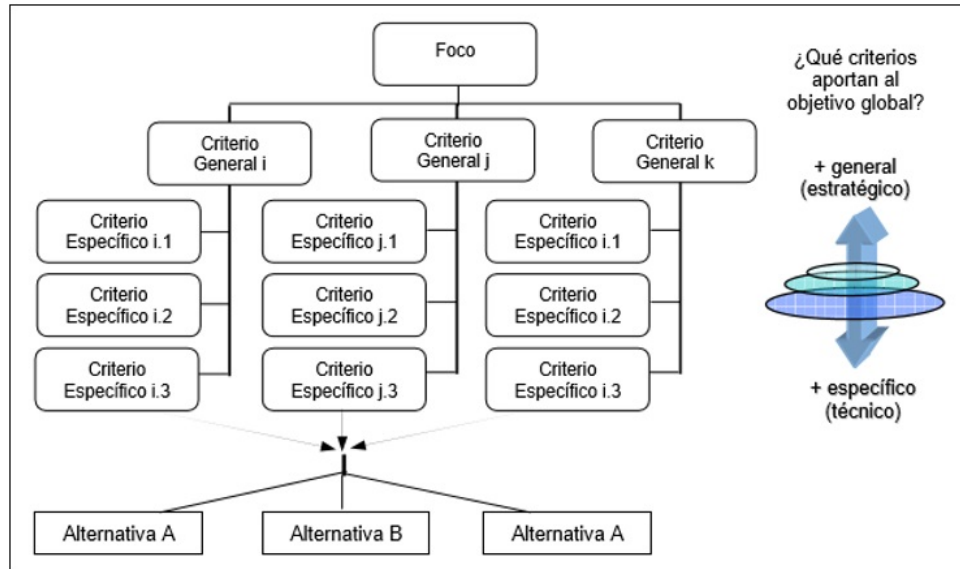 Foco
¿Qué criterios
aportan al
objetivo global?
Criterio
General i
Criterio
General j
Criterio
General k
+ general
(estratégico)
Criterio
Específico i.1
Criterio
Específico j.1
Criterio
Específico i.1
Criterio
Específico i.2
Criterio
Específico j.2
Criterio
Específico i.2
Criterio
Específico i.3
Criterio
Específico j.3
Criterio
Específico i.3
+ específico
(técnico)
Alternativa A
Alternativa B
Alternativa A